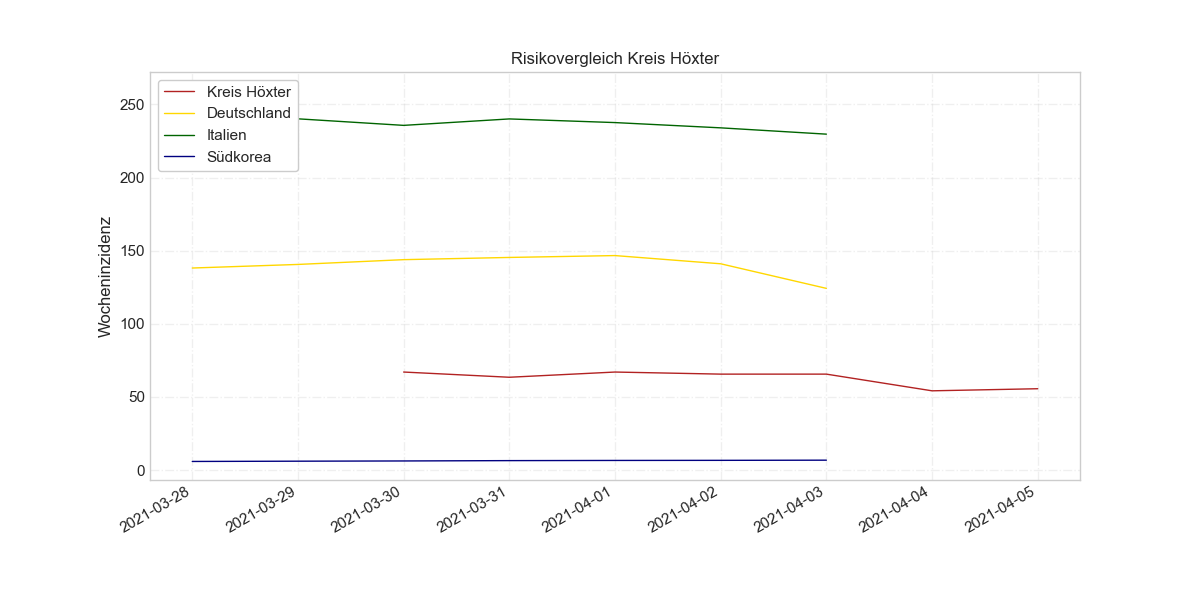 Risikovergleich Kreis Höxter
Kreis Höxter
Deutschland
Italien
Südkorea
Wocheninzidenz
250
200
150
100
50
0
2021-03-28
2021-03-29
2021-03-30
2021-03-31
2021-04-01
2021-04-02
2021-04-03
2021-04-04
2021-04-05